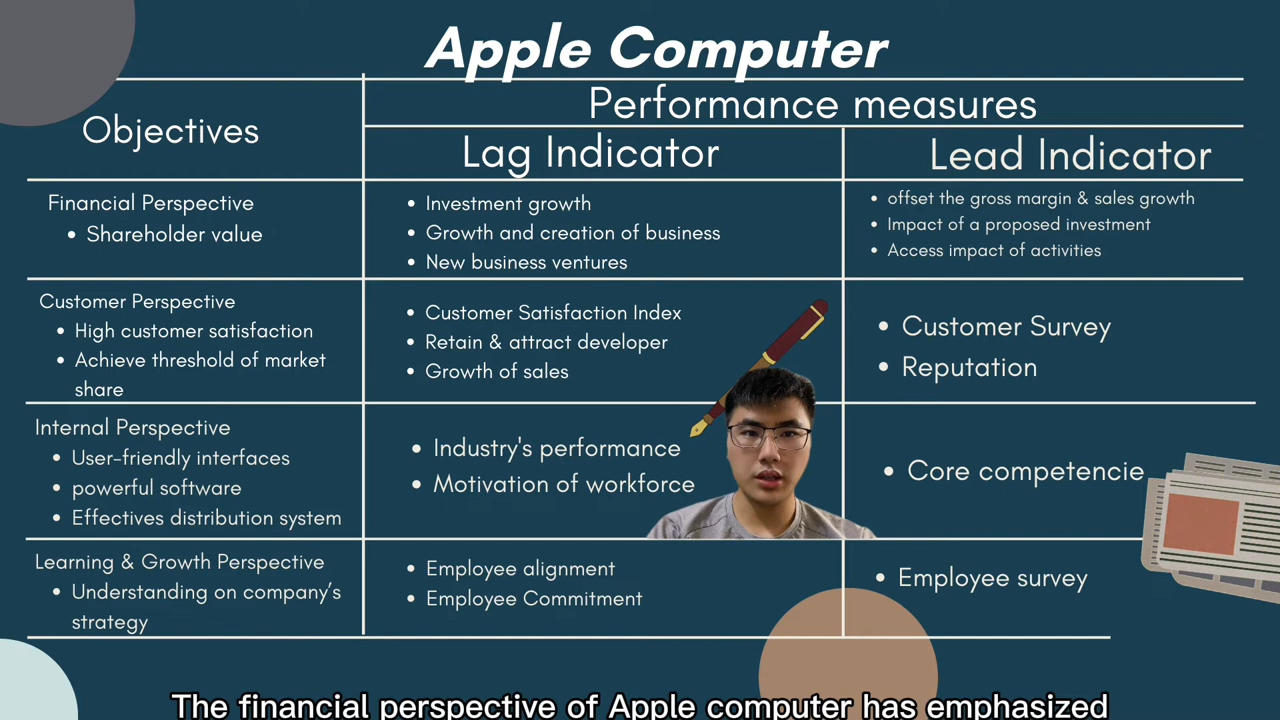 Apple Computer
Objectives
Performance measures
Lag Indicator
Lead Indicator
Financial Perspective
• Shareholder value
• Investment growth
• Growth and creation of business
• New business ventures
• offset the gross margin & sales growth
• Impact of a proposed investment
• Access impact of activities
Customer Perspective
• High customer satisfaction
• Achieve threshold of market
share
• Customer Satisfaction Index
• Retain & attract developer
• Growth of sales
• Customer Survey
• Reputation
Internal Perspective
• User-friendly interfaces
• powerful software
• Effectives distribution system
• Industry's performance
• Motivation of workforce
• Core competencie
Learning & Growth Perspective
• Understanding on company's
strategy
• Employee alignment
• Employee Commitment
• Employee survey
The financial perspective of Apple computer has emphasized